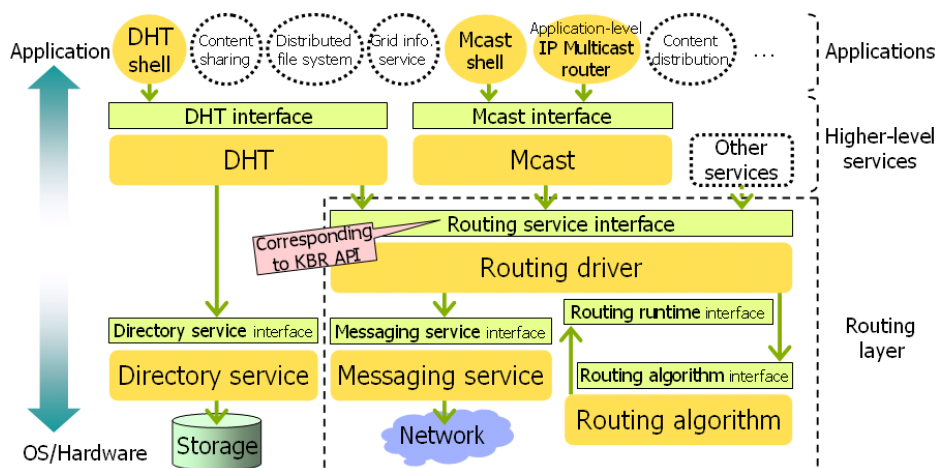 Application
DHT
shell
Content
sharing
Distributed
file system
Grid info.
service
Mcast
shell
Application-level
IP Multicast
router
Content
distribution
...
Applications
DHT interface
Mcast interface
DHT
Mcast
Other
services
Higher-level
services
Routing service interface
Corresponding
to KBR API
Routing driver
Directory service interface
Messaging service interface
Routing runtime interface
Routing
layer
Directory service
Messaging service
Routing algorithm interface
Routing algorithm
Storage
Network
OS/Hardware